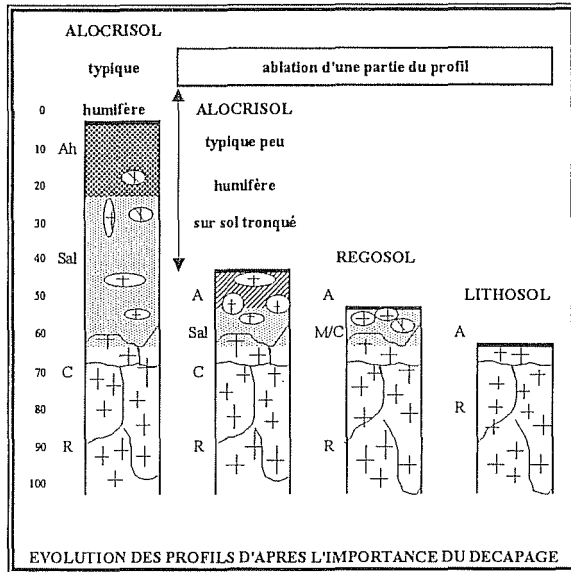 ALOCRISOL
typique
humifère
ablation d'une partie du profil
ALOCRISOL
typique peu
humifère
sur sol tronqué
REGOSOL
LITHOSOL
0
10
20
30
40
50
60
70
80
90
100
Ah
Sal
C
R
A
Sal
C
R
A
M/C
R
A
R
EVOLUTION DES PROFILS D'APRES L'IMPORTANCE DU DECAPAGE